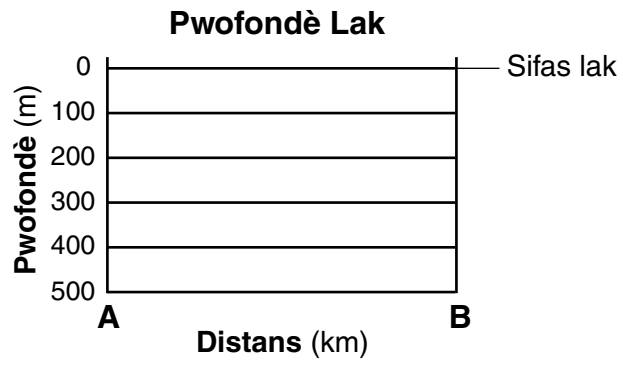 Pwofondè Lak
0
Sifas lak
100
200
300
400
500
Pwofondè (m)
A
B
Distans (km)